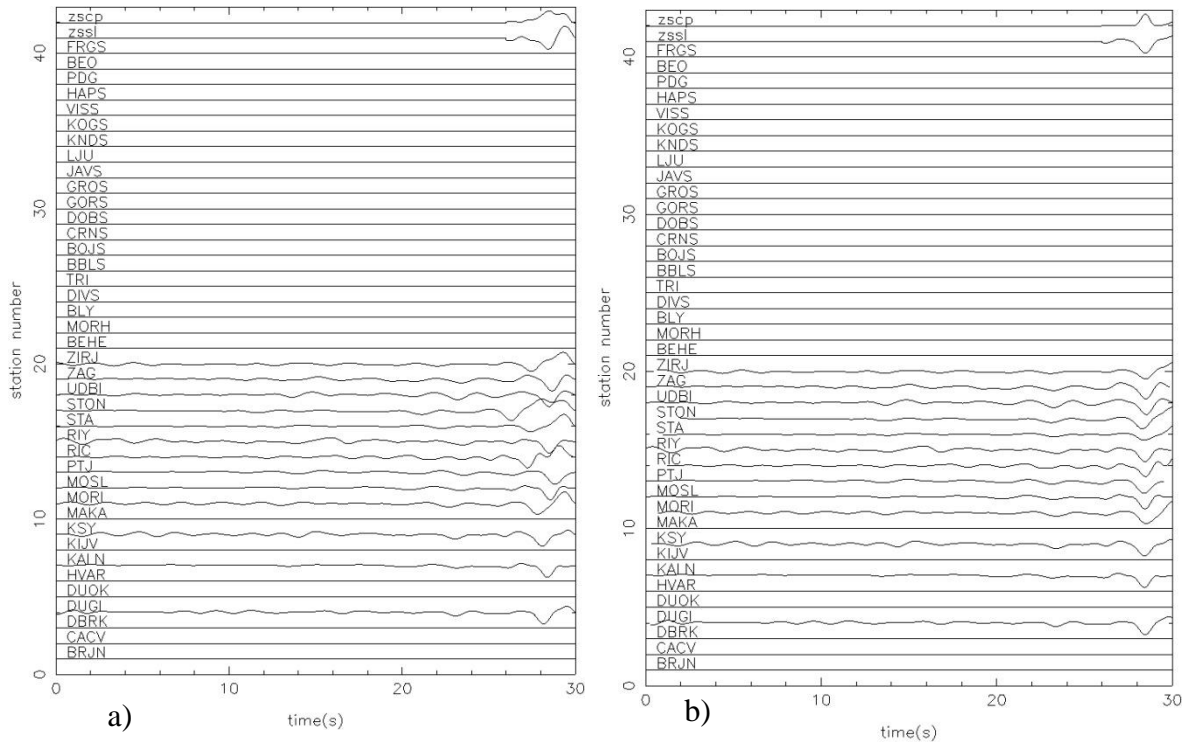 zscp
zssl
FRGS
BEO
PDG
HAPS
VISS
KOGS
KNDS
LJU
JAVS
GROS
GORS
DOBS
CRNS
BOJS
BBLS
TRI
DIVS
BLY
MORH
BEHE
ZIRJ
ZAG
UDBI
STON
STA
RIY
RIC
PTJ
MOSL
MORI
MAKA
KSY
KIJV
KALN
HVAR
DUOK
DUGI
DBRK
CACV
BRJN
40
30
20
10
0
station number
0 10 20 30
time(s)
a)
zscp
zssl
FRGS
BEO
PDG
HAPS
VISS
KOGS
KNDS
LJU
JAVS
GROS
GORS
DOBS
CRNS
BOJS
BBLS
TRI
DIVS
BLY
MORH
BEHE
ZIRJ
ZAG
UDBI
STON
STA
RIY
RIC
PTJ
MOSL
MORI
MAKA
KSY
KIJV
KALN
HVAR
DUOK
DUGI
DBRK
CACV
BRJN
40
30
20
10
0
station number
0 10 20 30
time(s)
b)